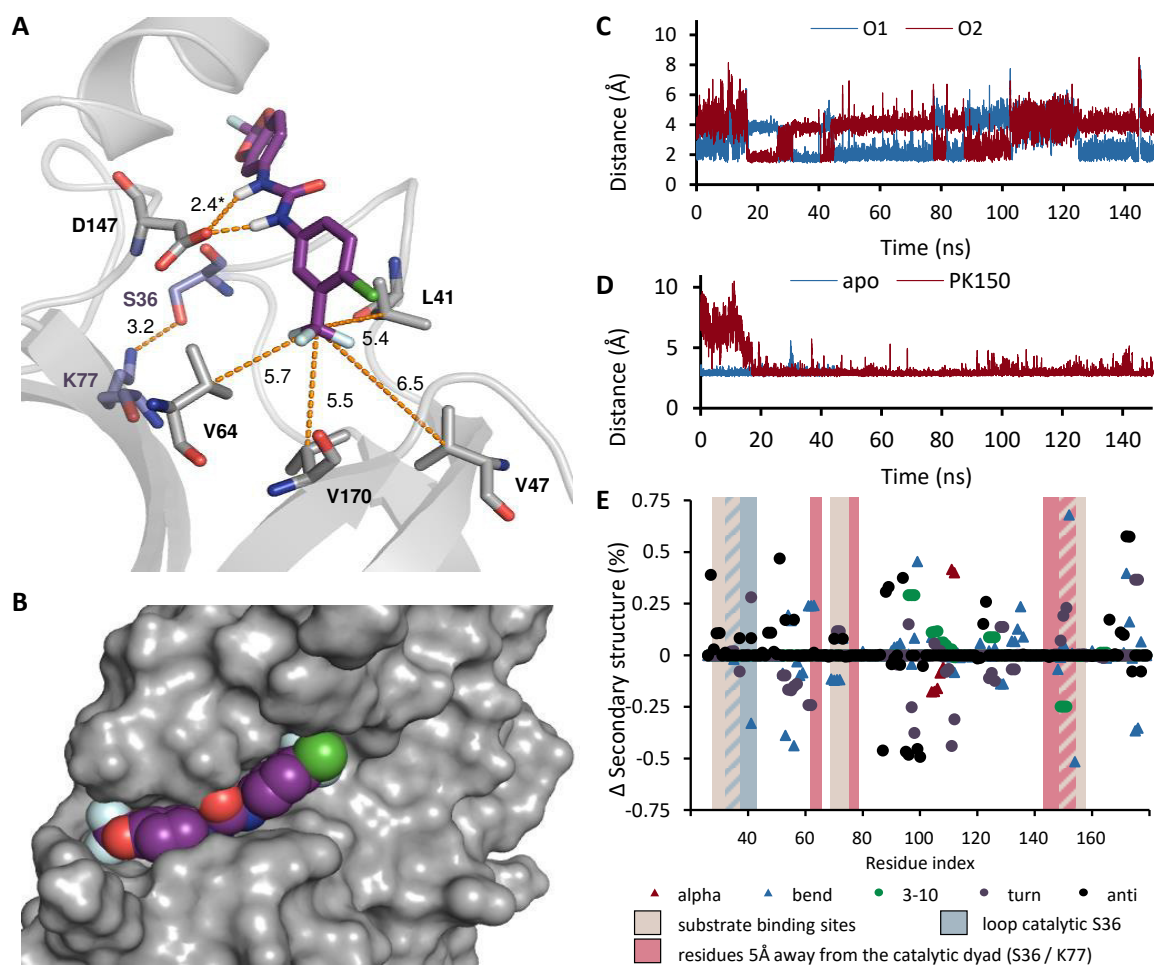 A
2.4*
D147
S36
L41
3.2
5.4
K77
5.7
6.5
5.5
V64
V170
V47
B
C
O1 O2
Distance (Å)
10
8
6
4
2
0
0 20 40 60 80 100 120 140
Time (ns)
D
apo PK150
Distance (Å)
10
5
0
0 20 40 60 80 100 120 140
Time (ns)
E
Δ Secondary structure (%)
0.75
0.5
0.25
0
-0.25
-0.5
-0.75
40 60 80 100 120 140 160
Residue index
alpha bend 3-10 turn anti
substrate binding sites loop catalytic S36
residues 5Å away from the catalytic dyad (S36 / K77)